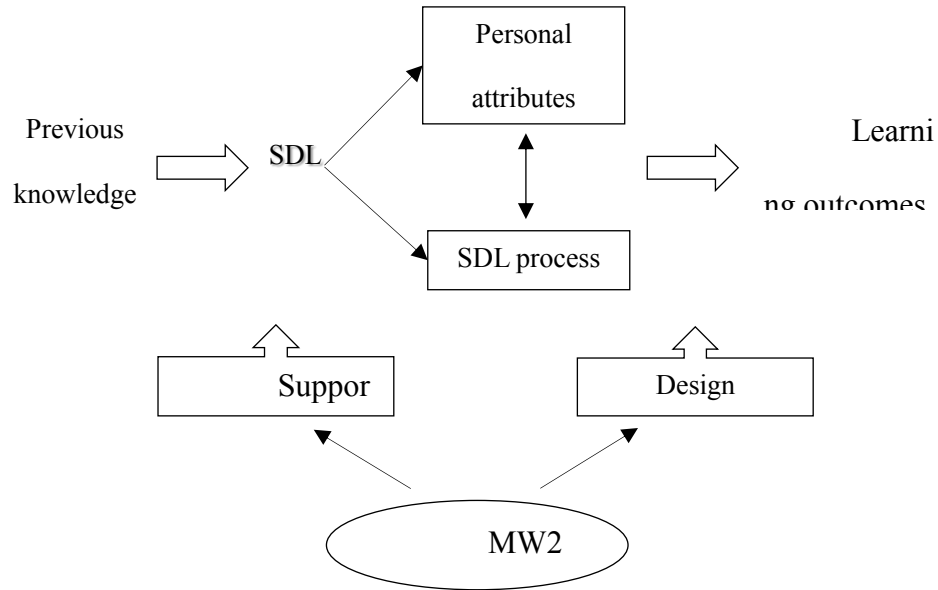 Personal
attributes
Previous
knowledge
SDL
Learni
ng outcomes
SDL process
Suppor
Design
MW2